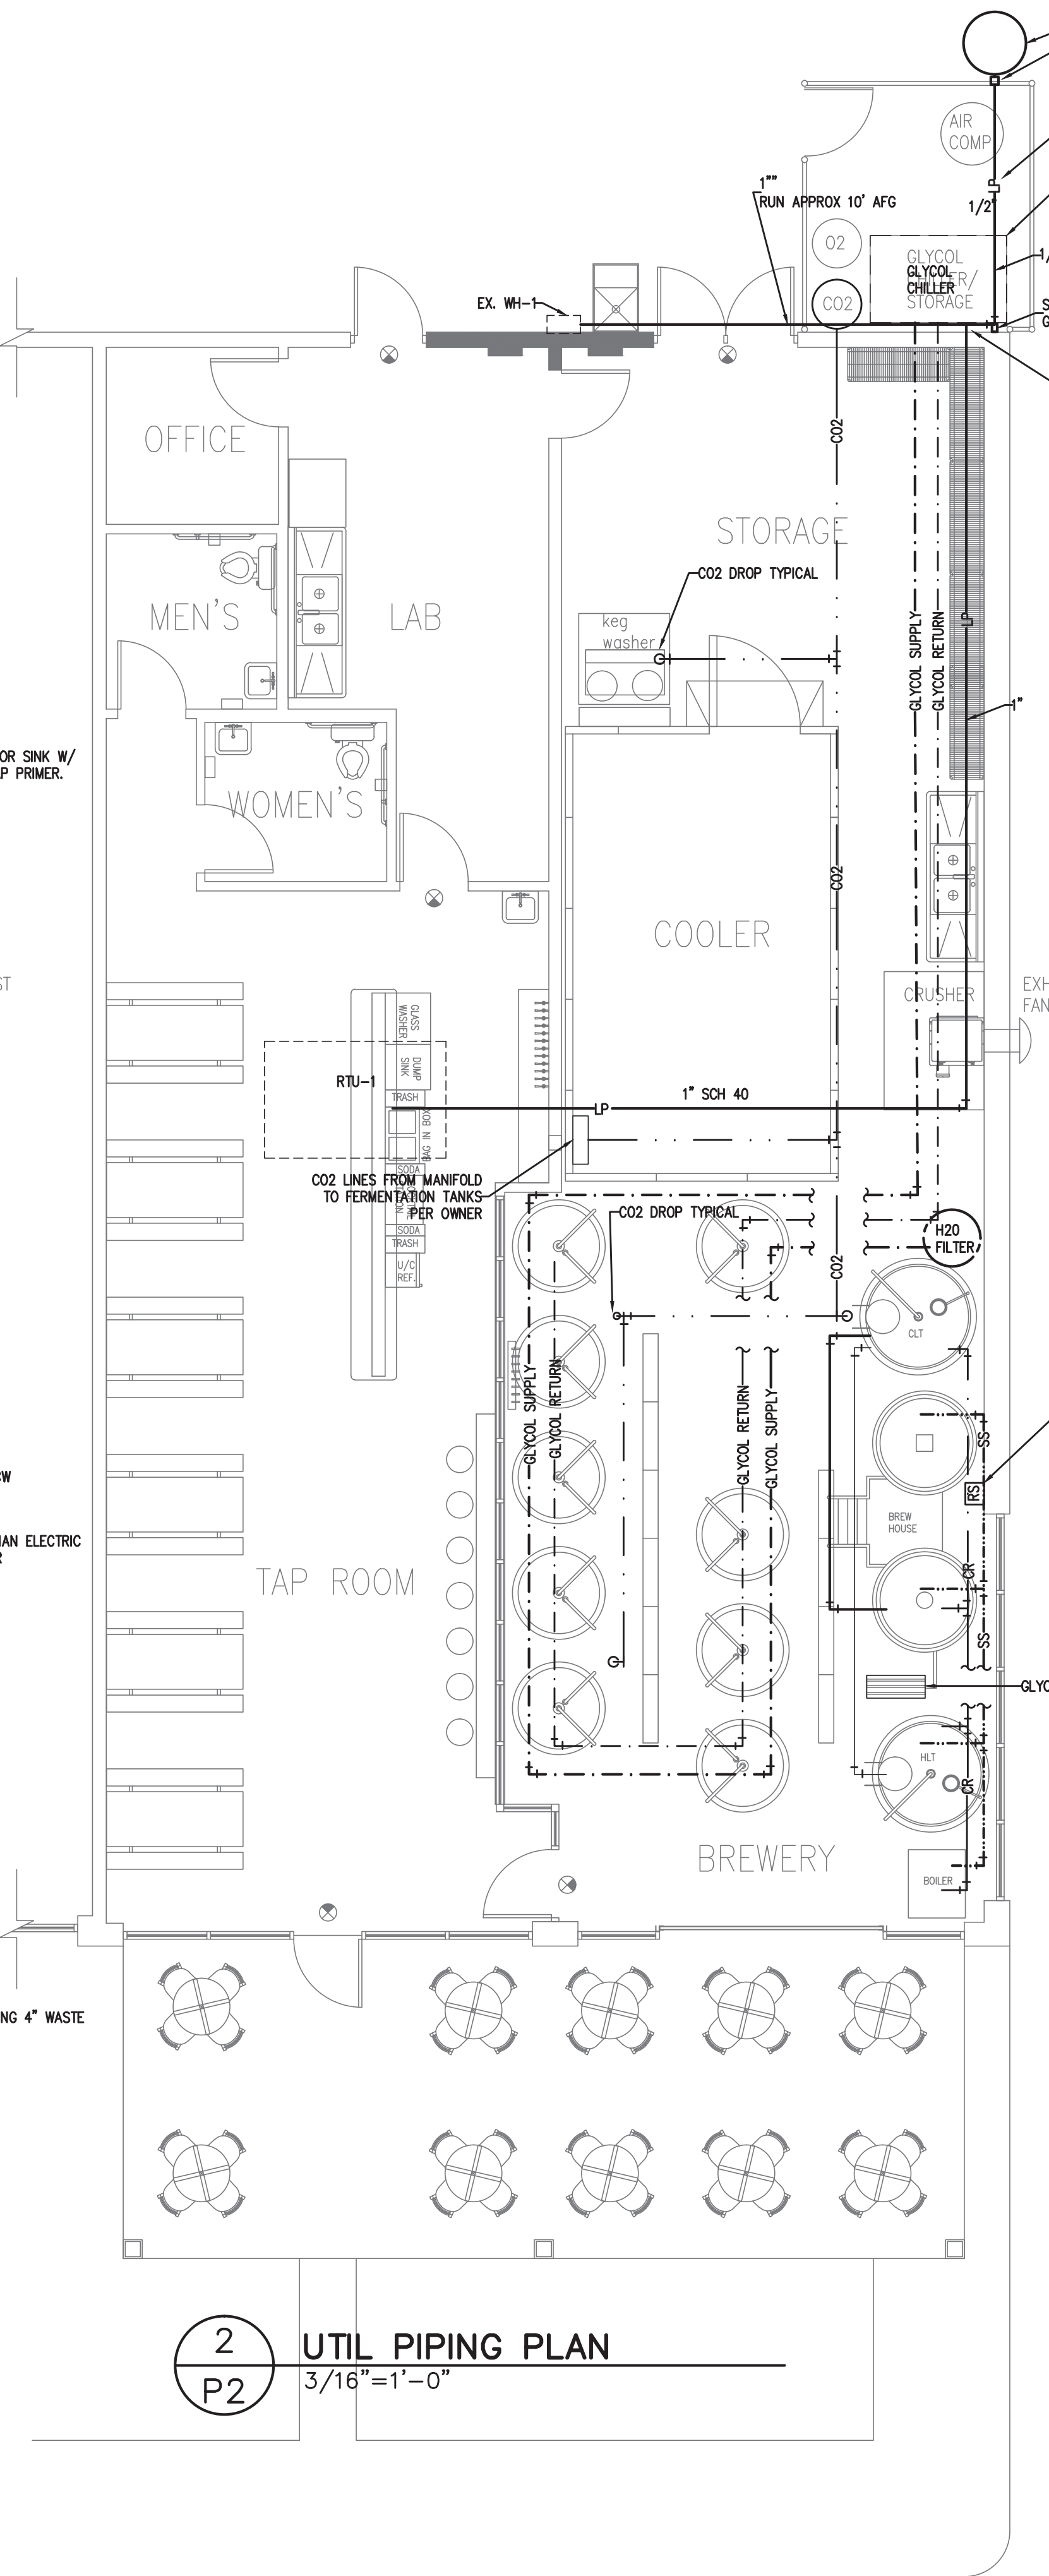 AIR
COMP
LP
1""
RUN APPROX 10' AFG
1/2"
O2
GLYCOL
CHILLER/
STORAGE
GLYCOL
CHILLER
1/
EX. WH-1
CO2
S
G
CO2
OFFICE
STORAGE
CO2 DROP TYPICAL
MEN'S
LAB
keg
washer
GLYCOL SUPPLY
GLYCOL RETURN
LP
1"
OR SINK W/
P PRIMER.
WOMEN'S
CO2
COOLER
ST
CRUSHER
EXH
FAN
GLASS
WASHER
DUMP
SINK
RTU-1
TRASH
1" SCH 40
LP
BAG IN BOX
CO2 LINES FROM MANIFOLD
TO FERMENTATION TANKS
PER OWNER
SODA
SODA
TRASH
U/C
REF.
CO2 DROP TYPICAL
H20
FILTER
CO2
CLT
GLYCOL SUPPLY
GLYCOL RETURN
GLYCOL RETURN
GLYCOL SUPPLY
SS
CW
RS
BREW
HOUSE
IAN ELECTRIC
R
TAP ROOM
CR
SS
GLYC
HLT
CR
BREWERY
BOILER
NG 4" WASTE
2
P2
UTIL PIPING PLAN
3/16"=1'-0"